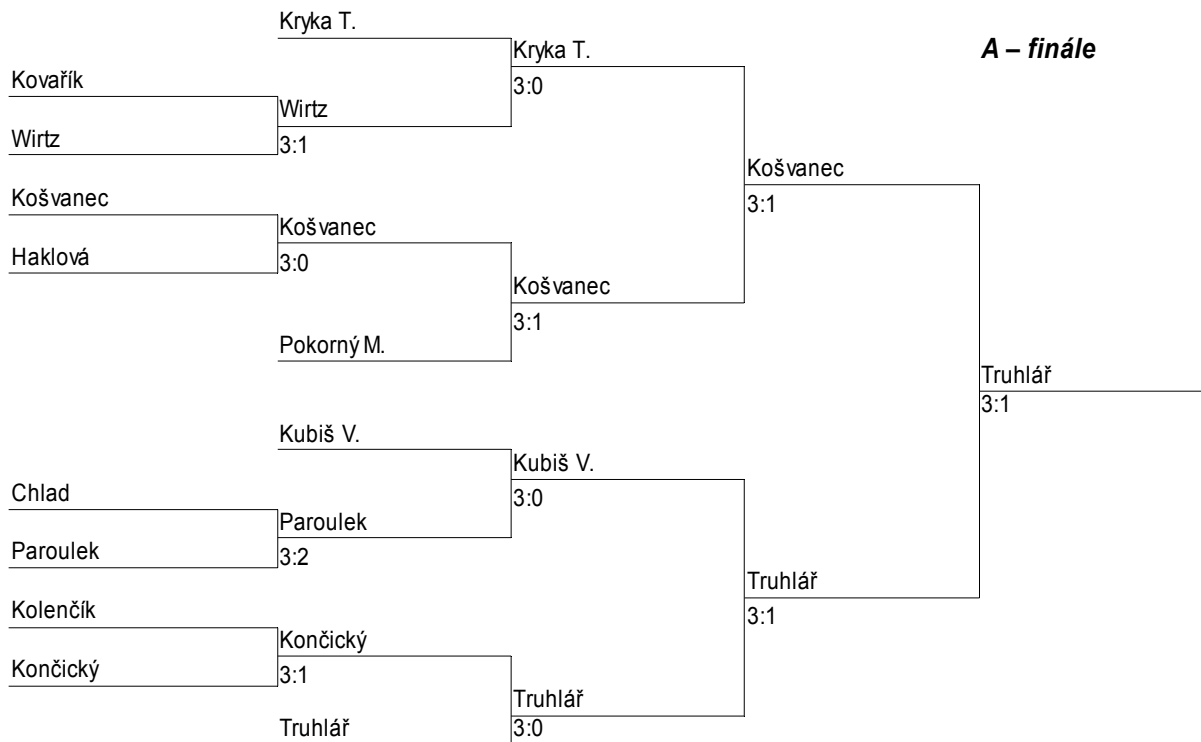 Kryka T.
A – finále
Kryka T.
3:0
Kovařík
Wirtz
Wirtz
3:1
Košvanec
3:1
Košvanec
Košvanec
Haklová
3:0
Košvanec
3:1
Pokorný M.
Truhlář
3:1
Kubiš V.
Kubiš V.
3:0
Chlad
Paroulek
Paroulek
3:2
Truhlář
3:1
Kolenčík
Končický
Končický
3:1
Truhlář
Truhlář
3:0